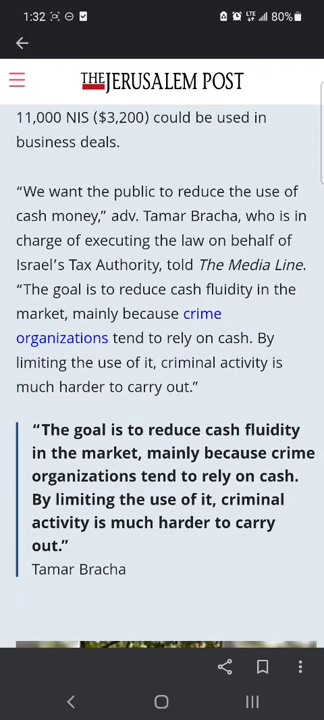 1:32
LTE 80%
THE JERUSALEM POST
11,000 NIS ($3,200) could be used in
business deals.
“We want the public to reduce the use of
cash money,” adv. Tamar Bracha, who is in
charge of executing the law on behalf of
Israel’s Tax Authority, told The Media Line.
“The goal is to reduce cash fluidity in the
market, mainly because crime
organizations tend to rely on cash. By
limiting the use of it, criminal activity is
much harder to carry out.”
“The goal is to reduce cash fluidity
in the market, mainly because crime
organizations tend to rely on cash.
By limiting the use of it, criminal
activity is much harder to carry
out.”
Tamar Bracha